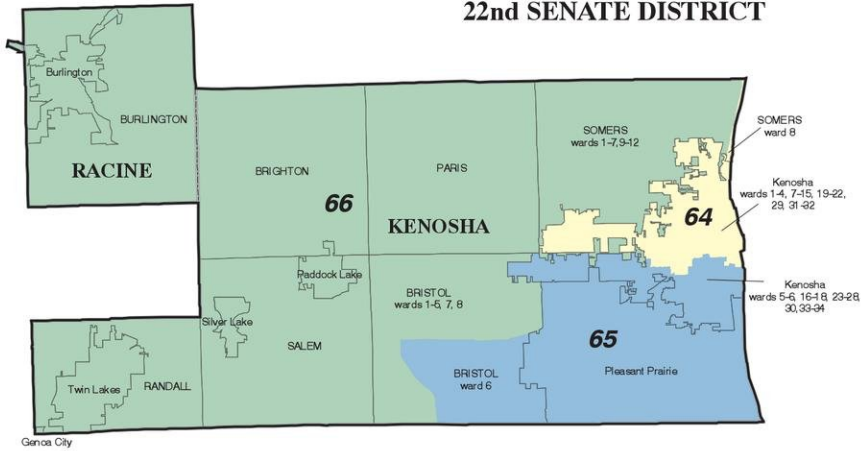 22nd SENATE DISTRICT
Burlington
BURLINGTON
RACINE
BRIGHTON
PARIS
SOMERS
wards 1-7,9-12
SOMERS
ward 8
66
KENOSHA
64
Kenosha
wards 1-4, 7-15, 19-22,
29, 31-32
Paddock Lake
BRISTOL
wards 1-5, 7, 8
Kenosha
wards 5-6, 16-18, 23-28,
30, 33-34
Silver Lake
SALEM
65
BRISTOL
ward 6
Pleasant Prairie
Twin Lakes
RANDALL
Genoa City